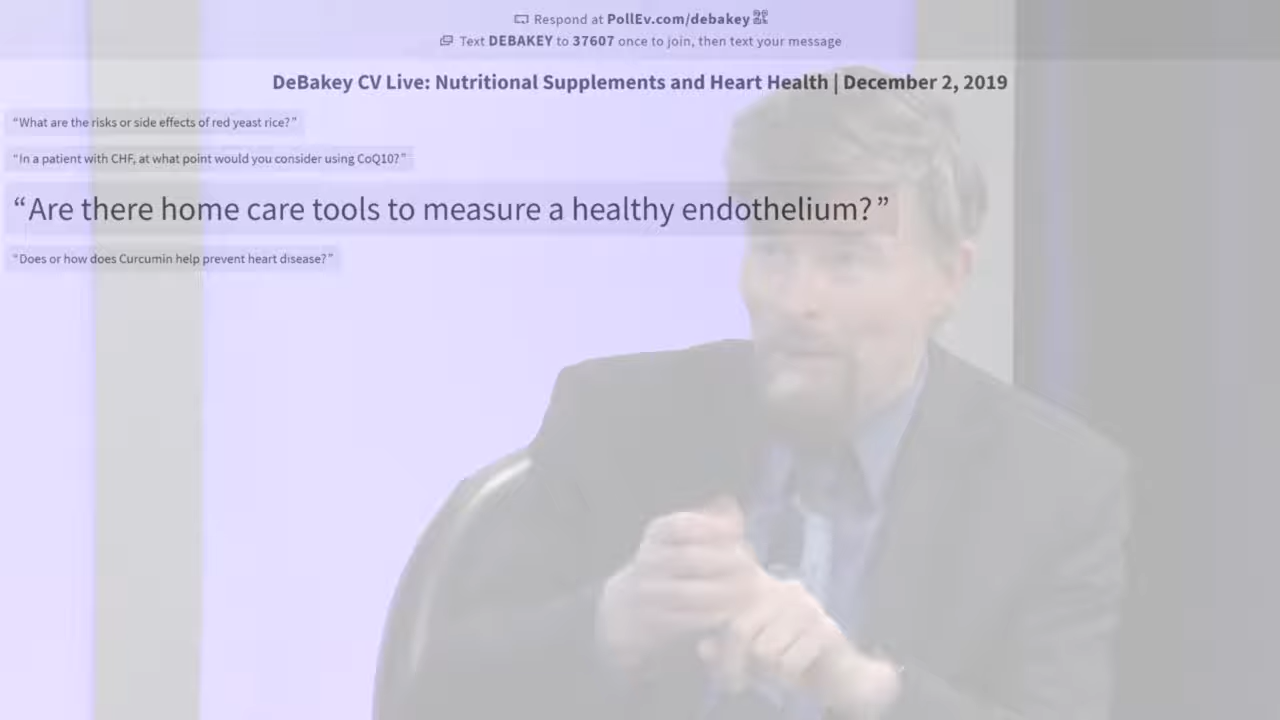 Respond at PollEv.com/debakey
Text DEBAKEY to 37607 once to join, then text your message
DeBakey CV Live: Nutritional Supplements and Heart Health | December 2, 2019
“What are the risks or side effects of red yeast rice?”
“In a patient with CHF, at what point would you consider using CoQ10?”
“Are there home care tools to measure a healthy endothelium?”
“Does or how does Curcumin help prevent heart disease?”